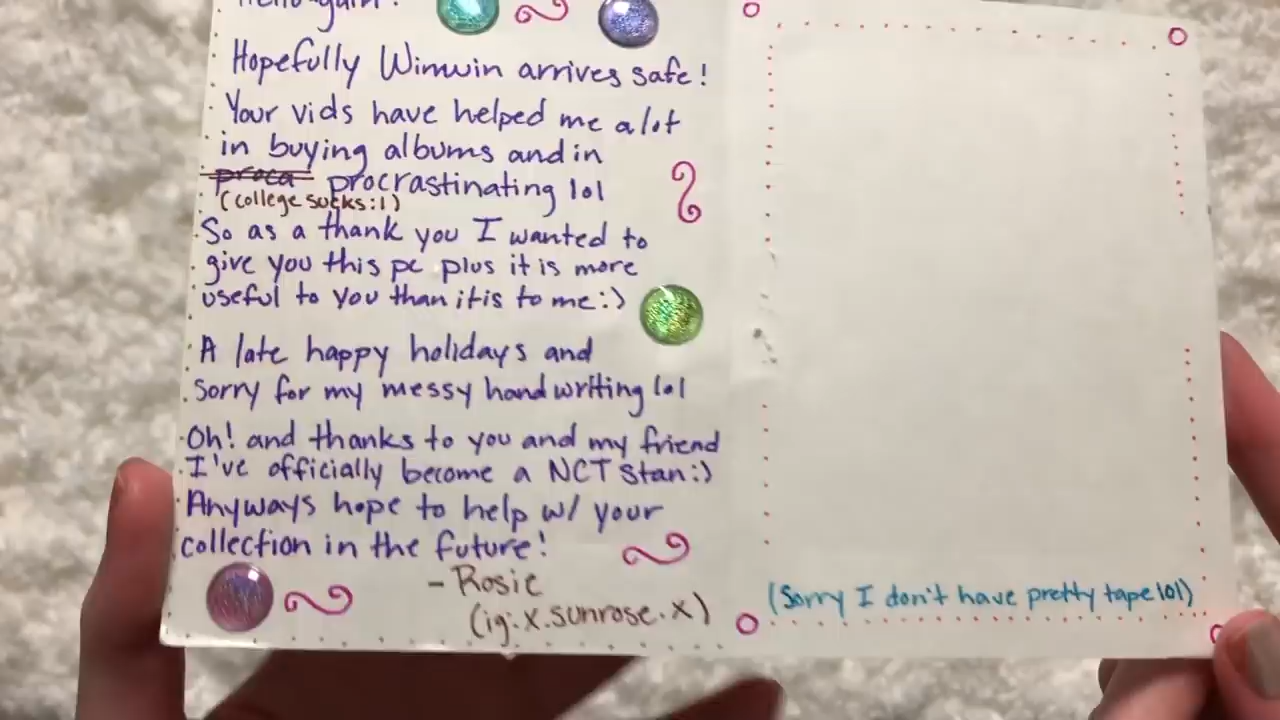 Hello again!
Hopefully Winwin arrives safe!
Your vids have helped me a lot
in buying albums and in
proca procrastinating lol
(college sucks:l)
So as a thank you I wanted to
give you this pc plus it is more
useful to you than it is to me:)
A late happy holidays and
sorry for my messy handwriting lol
Oh! and thanks to you and my friend
I've officially become a NCT stan:)
Anyways hope to help w/ your
collection in the future!
- Rosie
(ig: x.sunrose.x)
(Sorry I don't have pretty tape lol)